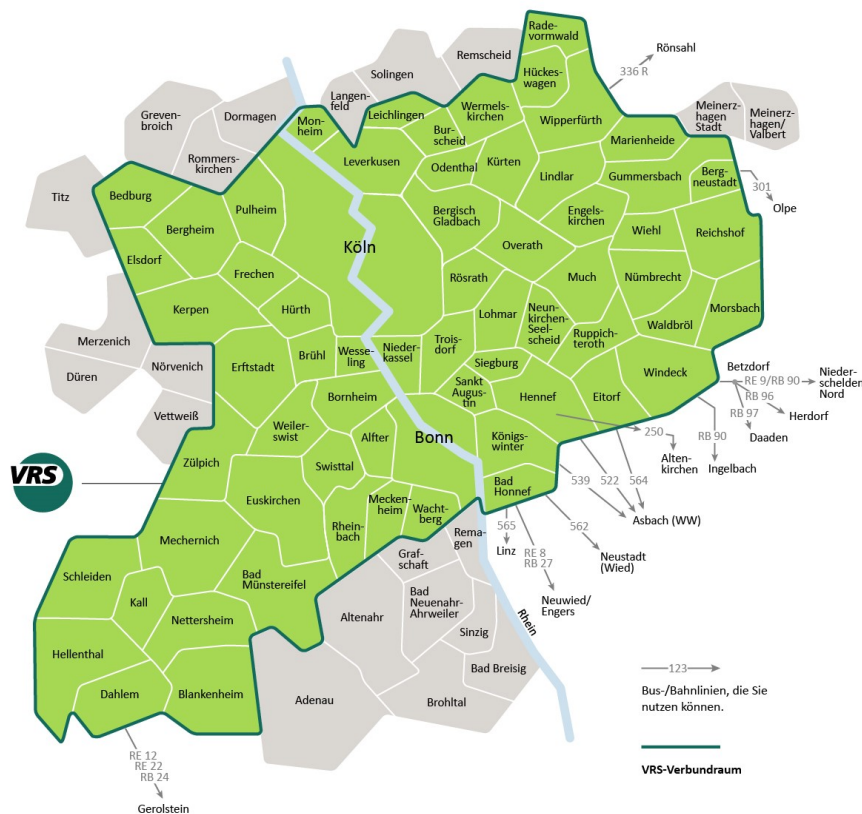 Rade-
vormwald
Rönsahl
336 R
Remscheid
Solingen
Hückes-
wagen
Langen-
feld
Leichlingen
Wermels-
kirchen
Meinerz-
hagen
Stadt
Meinerz-
hagen/
Valbert
Greven-
broich
Dormagen
Mon-
heim
Bur-
scheid
Wipperfürth
Marienheide
Rommers-
kirchen
Leverkusen
Odenthal
Kürten
Lindlar
Gummersbach
Berg-
neustadt
301
Olpe
Titz
Bedburg
Pulheim
Bergheim
Bergisch
Gladbach
Engels-
kirchen
Wiehl
Reichshof
Köln
Overath
Elsdorf
Frechen
Rösrath
Much
Nümbrecht
Kerpen
Hürth
Lohmar
Neun-
kirchen-
Seel-
scheid
Morsbach
Waldbröl
Ruppich-
teroth
Merzenich
Nörvenich
Düren
Erftstadt
Brühl
Wesse-
ling
Nieder-
kassel
Trois-
dorf
Siegburg
Sankt
Augus-
tin
Hennef
Eitorf
Windeck
Betzdorf
RE 9/RB 90
Nieder-
schelden
Nord
RB 96
Herdorf
RB 97
Daaden
RB 90
Ingelbach
Vettweiß
Bornheim
Weiler-
swist
Alfter
Bonn
Königs-
winter
250
Alten-
kirchen
VRS
Zülpich
Swisttal
Euskirchen
Bad
Honnef
539
522
564
Asbach (WW)
Mechernich
Rhein-
bach
Mecken-
heim
Wacht-
berg
Rema-
gen
565
Linz
562
Neustadt
(Wied)
Graf-
schaft
RE 8
RB 27
Neuwied/
Engers
Schleiden
Kall
Bad
Münstereifel
Nettersheim
Altenahr
Bad
Neuenahr-
Ahrweiler
Rhein
Sinzig
Hellenthal
Bad Breisig
Dahlem
Blankenheim
Adenau
Brohltal
123
Bus-/Bahnlinien, die Sie
nutzen können.
VRS-Verbundraum
RE 12
RE 22
RB 24
Gerolstein